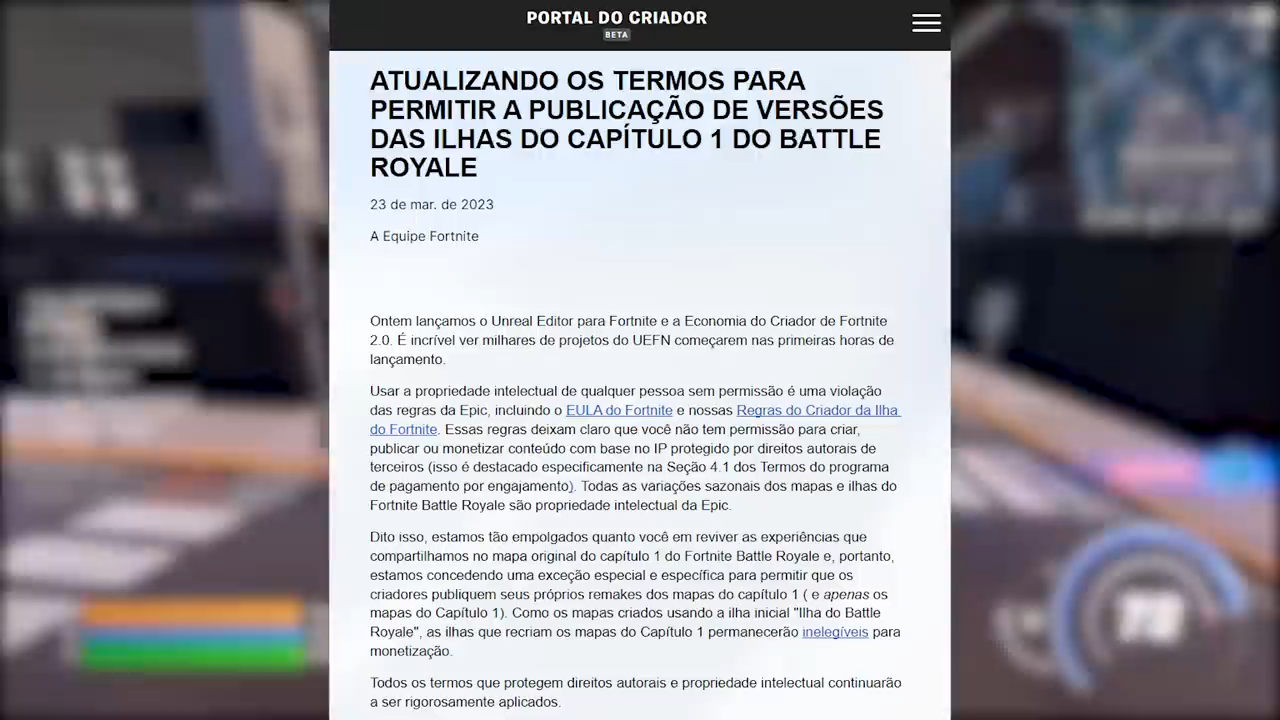 PORTAL DO CRIADOR
BETA
ATUALIZANDO OS TERMOS PARA
PERMITIR A PUBLICAÇÃO DE VERSÕES
DAS ILHAS DO CAPÍTULO 1 DO BATTLE
ROYALE
23 de mar. de 2023
A Equipe Fortnite
Ontem lançamos o Unreal Editor para Fortnite e a Economia do Criador de Fortnite
2.0. É incrível ver milhares de projetos do UEFN começarem nas primeiras horas de
lançamento.
Usar a propriedade intelectual de qualquer pessoa sem permissão é uma violação
das regras da Epic, incluindo o EULA do Fortnite e nossas Regras do Criador da Ilha
do Fortnite. Essas regras deixam claro que você não tem permissão para criar,
publicar ou monetizar conteúdo com base no IP protegido por direitos autorais de
terceiros (isso é destacado especificamente na Seção 4.1 dos Termos do programa
de pagamento por engajamento). Todas as variações sazonais dos mapas e ilhas do
Fortnite Battle Royale são propriedade intelectual da Epic.
Dito isso, estamos tão empolgados quanto você em reviver as experiências que
compartilhamos no mapa original do capítulo 1 do Fortnite Battle Royale e, portanto,
estamos concedendo uma exceção especial e específica para permitir que os
criadores publiquem seus próprios remakes dos mapas do capítulo 1 ( e apenas os
mapas do Capítulo 1). Como os mapas criados usando a ilha inicial "Ilha do Battle
Royale", as ilhas que recriam os mapas do Capítulo 1 permanecerão inelegíveis para
monetização.
Todos os termos que protegem direitos autorais e propriedade intelectual continuarão
a ser rigorosamente aplicados.